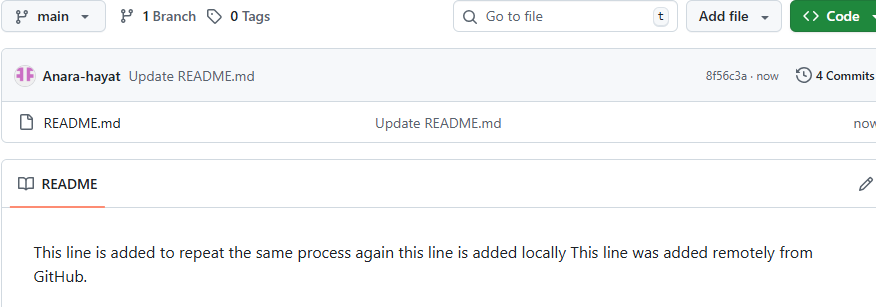 main 1 Branch 0 Tags Go to file t Add file Code
Anara-hayat Update README.md 8f56c3a · now 4 Commits
README.md Update README.md now
README
This line is added to repeat the same process again this line is added locally This line was added remotely from
GitHub.